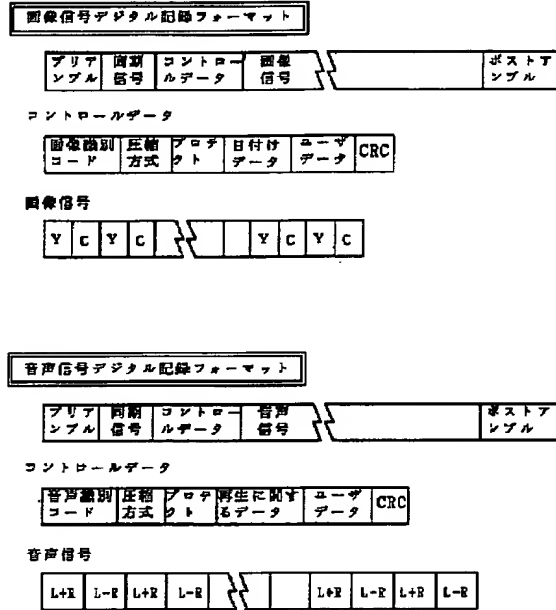 画像信号デジタル記録フォーマット
プリア 同期 コントロー 画像 ポストア
ンブル 信号 ルデータ 信号 ンブル
コントロールデータ
画像識別 圧縮 プロテ 日付け ユーザ CRC
コード 方式 クト データ データ
画像信号
Y C Y C Y C Y C
音声信号デジタル記録フォーマット
プリア 同期 コントロー 音声 ポストア
ンブル 信号 ルデータ 信号 ンブル
コントロールデータ
音声識別 圧縮 プロテ 再生に関す ユーザ CRC
コード 方式 クト るデータ データ
音声信号
L+R L-R L+R L-R L+R L-R L+R L-R